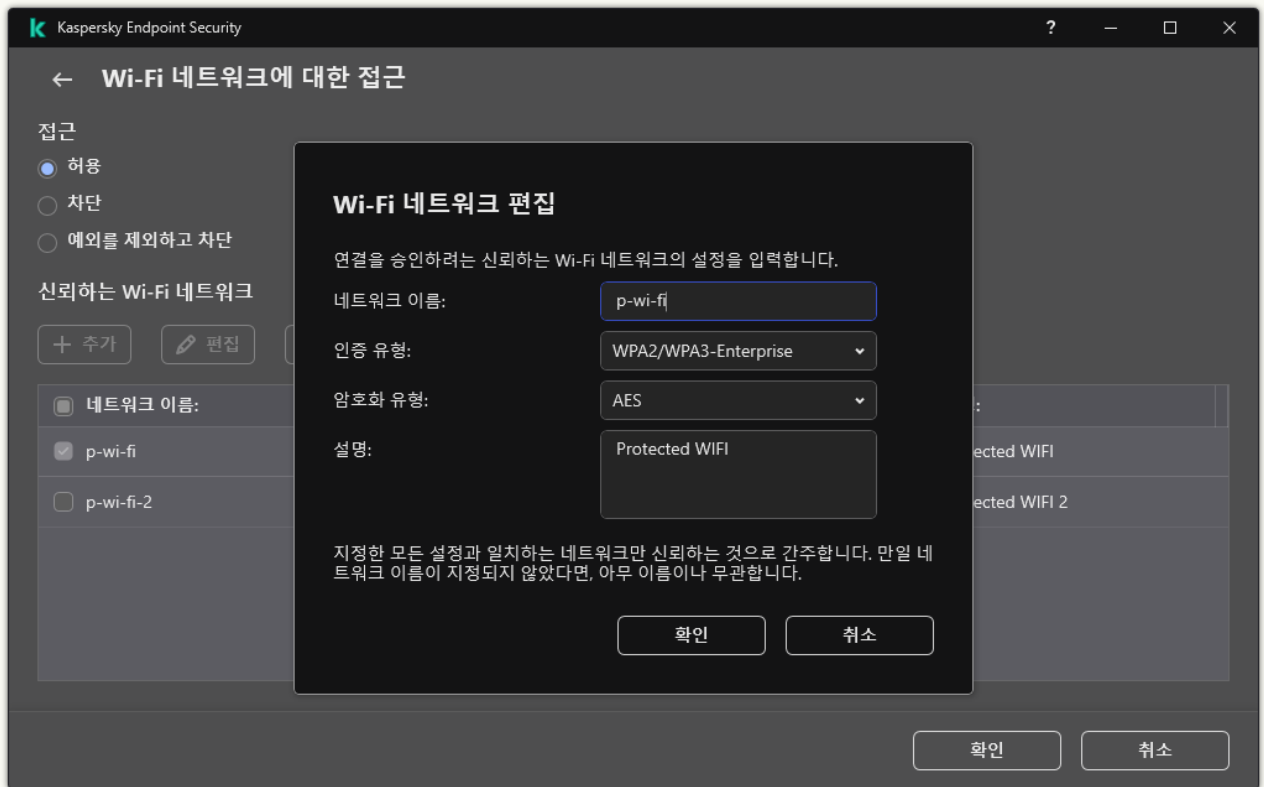 Kaspersky Endpoint Security
?
Wi-Fi 네트워크에 대한 접근
접근
허용
차단
예외를 제외하고 차단
신뢰하는 Wi-Fi 네트워크
추가
편집
네트워크 이름:
p-wi-fi
p-wi-fi-2
Wi-Fi 네트워크 편집
연결을 승인하려는 신뢰하는 Wi-Fi 네트워크의 설정을 입력합니다.
네트워크 이름: p-wi-fi
인증 유형: WPA2/WPA3-Enterprise
암호화 유형: AES
설명: Protected WIFI
지정한 모든 설정과 일치하는 네트워크만 신뢰하는 것으로 간주합니다. 만일 네
트워크 이름이 지정되지 않았다면, 아무 이름이나 무관합니다.
확인 취소
:
ected WIFI
ected WIFI 2
확인 취소